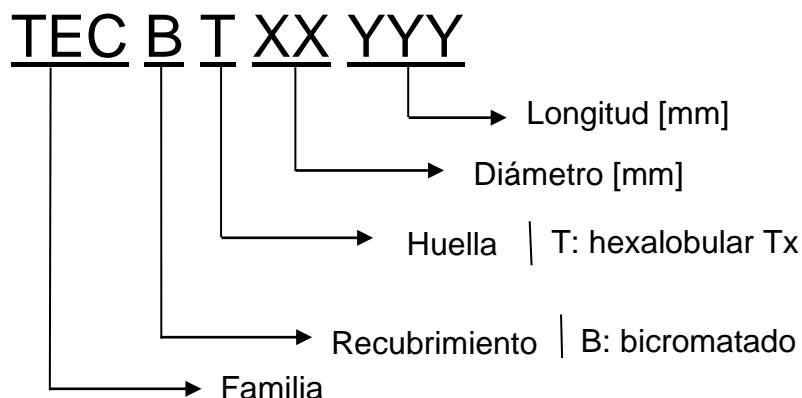 TEC B T XX YYY
Longitud [mm]
Diámetro [mm]
Huella | T: hexalobular Tx
Recubrimiento | B: bicromatado
Familia